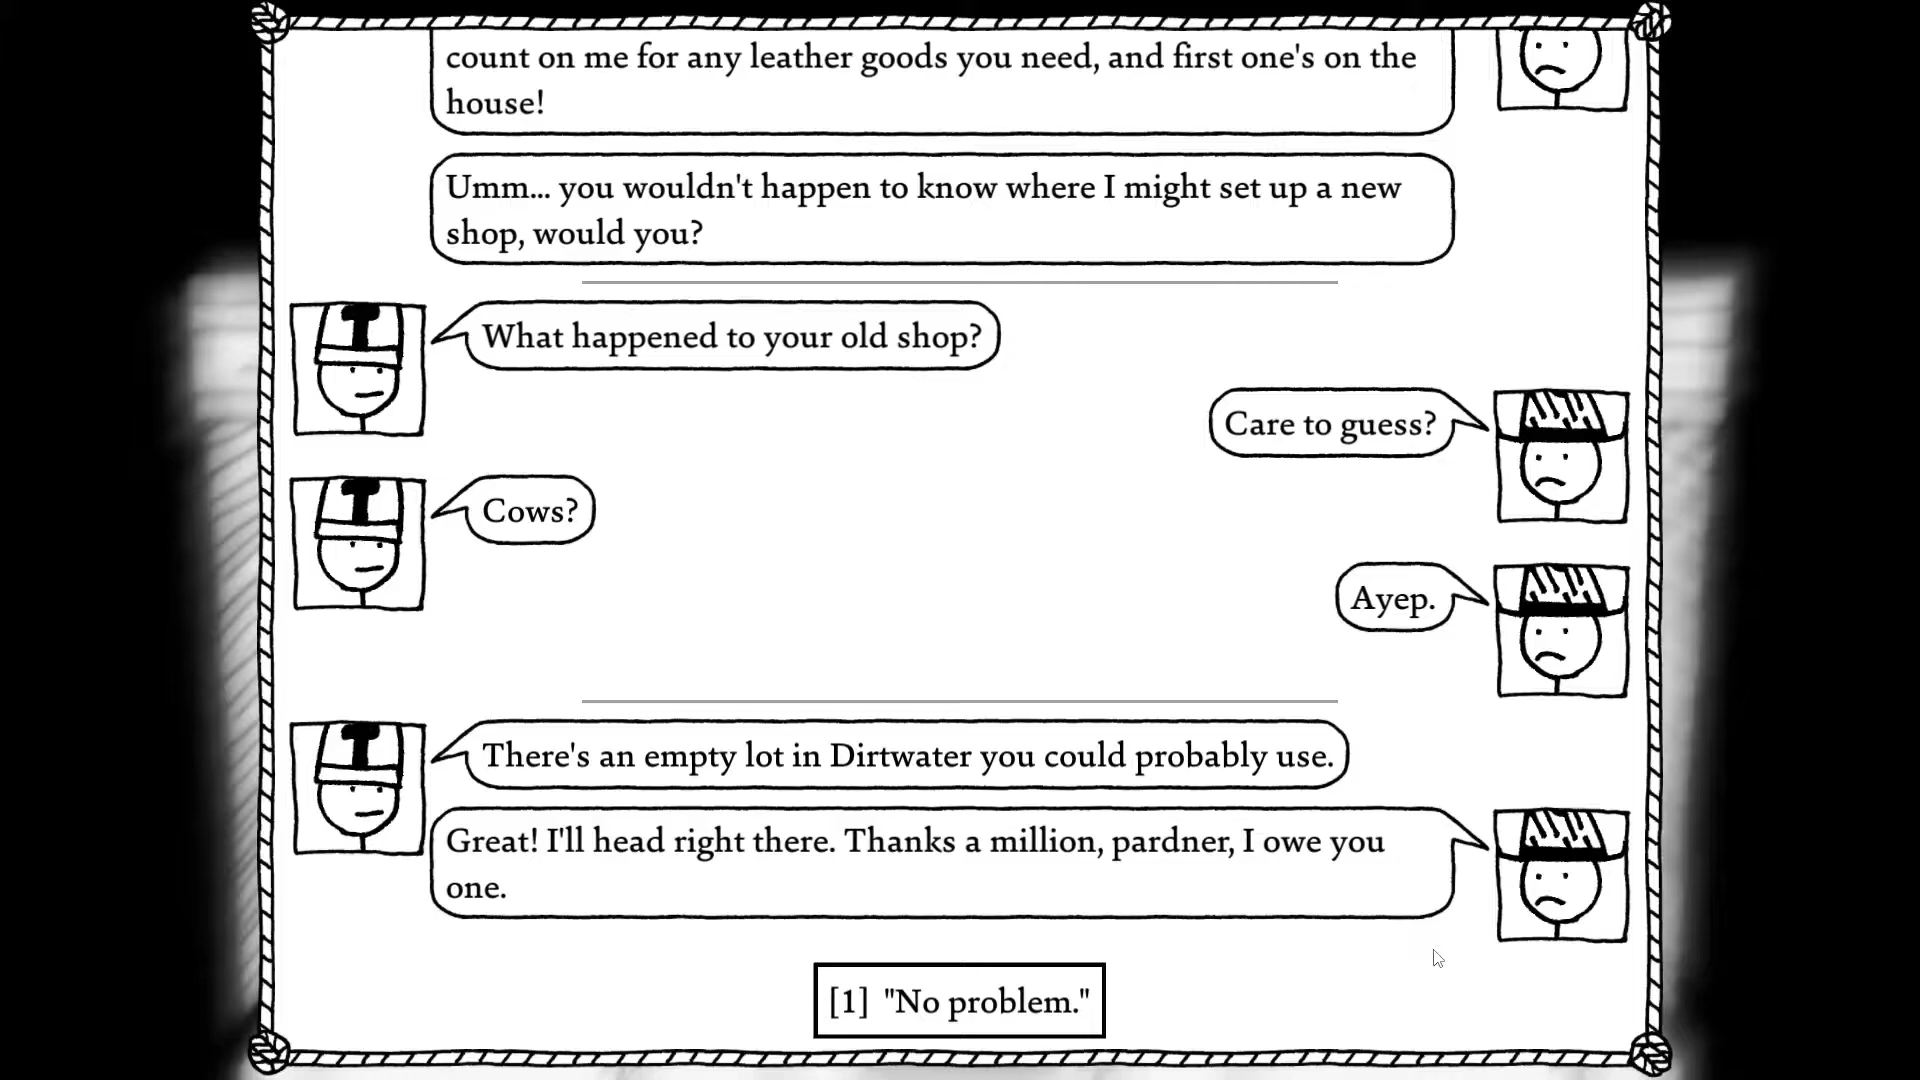 count on me for any leather goods you need, and first one's on the
house!
Umm... you wouldn't happen to know where I might set up a new
shop, would you?
What happened to your old shop?
Care to guess?
Cows?
Ayep.
There's an empty lot in Dirtwater you could probably use.
Great! I'll head right there. Thanks a million, pardner, I owe you
one.
[1] "No problem."